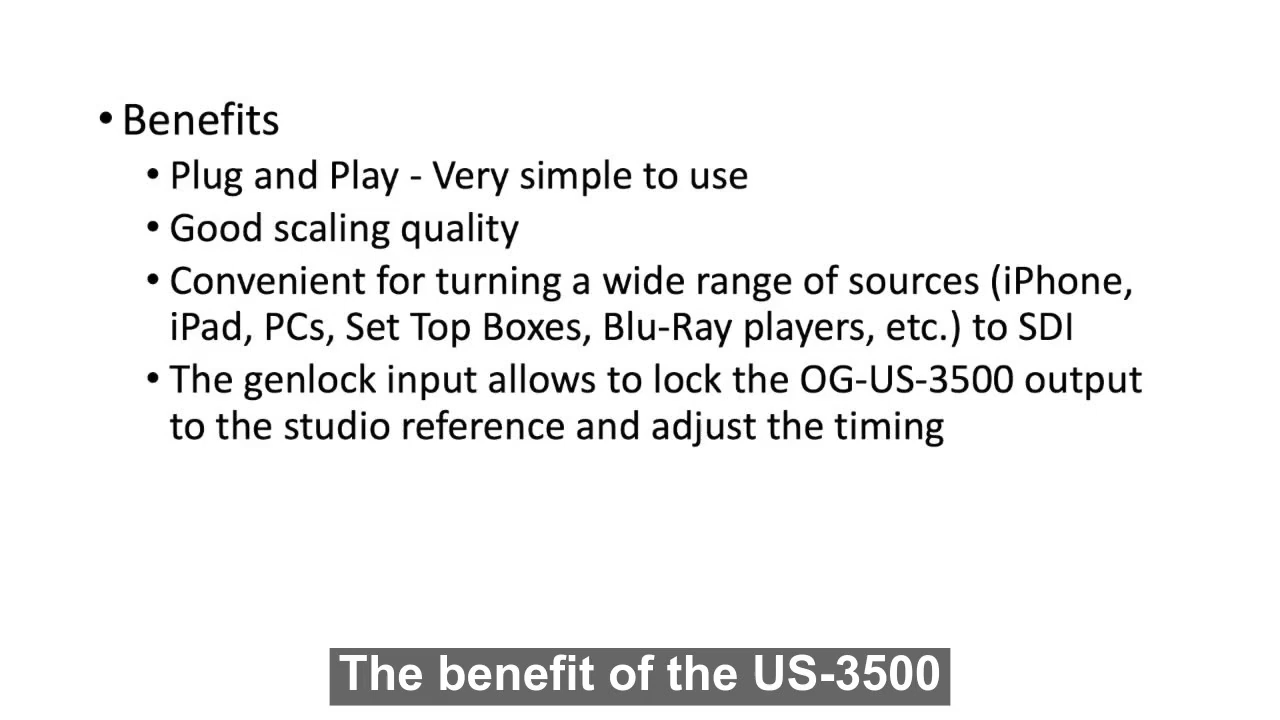 • Benefits
• Plug and Play - Very simple to use
• Good scaling quality
• Convenient for turning a wide range of sources (iPhone,
iPad, PCs, Set Top Boxes, Blu-Ray players, etc.) to SDI
• The genlock input allows to lock the OG-US-3500 output
to the studio reference and adjust the timing
The benefit of the US-3500